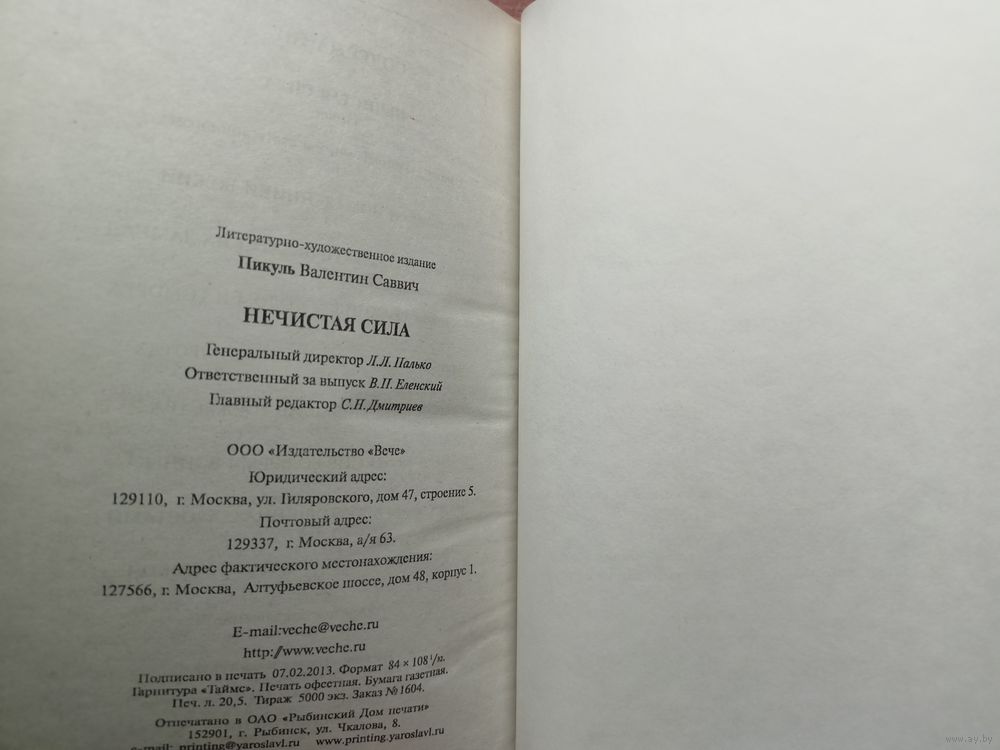 Литературно-художественное издание
Пикуль Валентин Саввич
НЕЧИСТАЯ СИЛА
Генеральный директор Л.Л. Палько
Ответственный за выпуск В.П. Еленский
Главный редактор С.Н. Дмитриев
ООО «Издательство «Вече»
Юридический адрес:
129110, г. Москва, ул. Гиляровского, дом 47, строение 5.
Почтовый адрес:
129337, г. Москва, а/я 63.
Адрес фактического местонахождения:
127566, г. Москва, Алтуфьевское шоссе, дом 48, корпус 1.
E-mail:veche@veche.ru
http://www.veche.ru
Подписано в печать 07.02.2013. Формат 84 × 108 1/32.
Гарнитура «Таймс». Печать офсетная. Бумага газетная.
Печ. л. 20,5. Тираж 5000 экз. Заказ № 1604.
Отпечатано в ОАО «Рыбинский Дом печати»
152901, г. Рыбинск, ул. Чкалова, 8.
e-mail: printing@yaroslavl.ru www.printing.yaroslavl.ru
www.ay.by